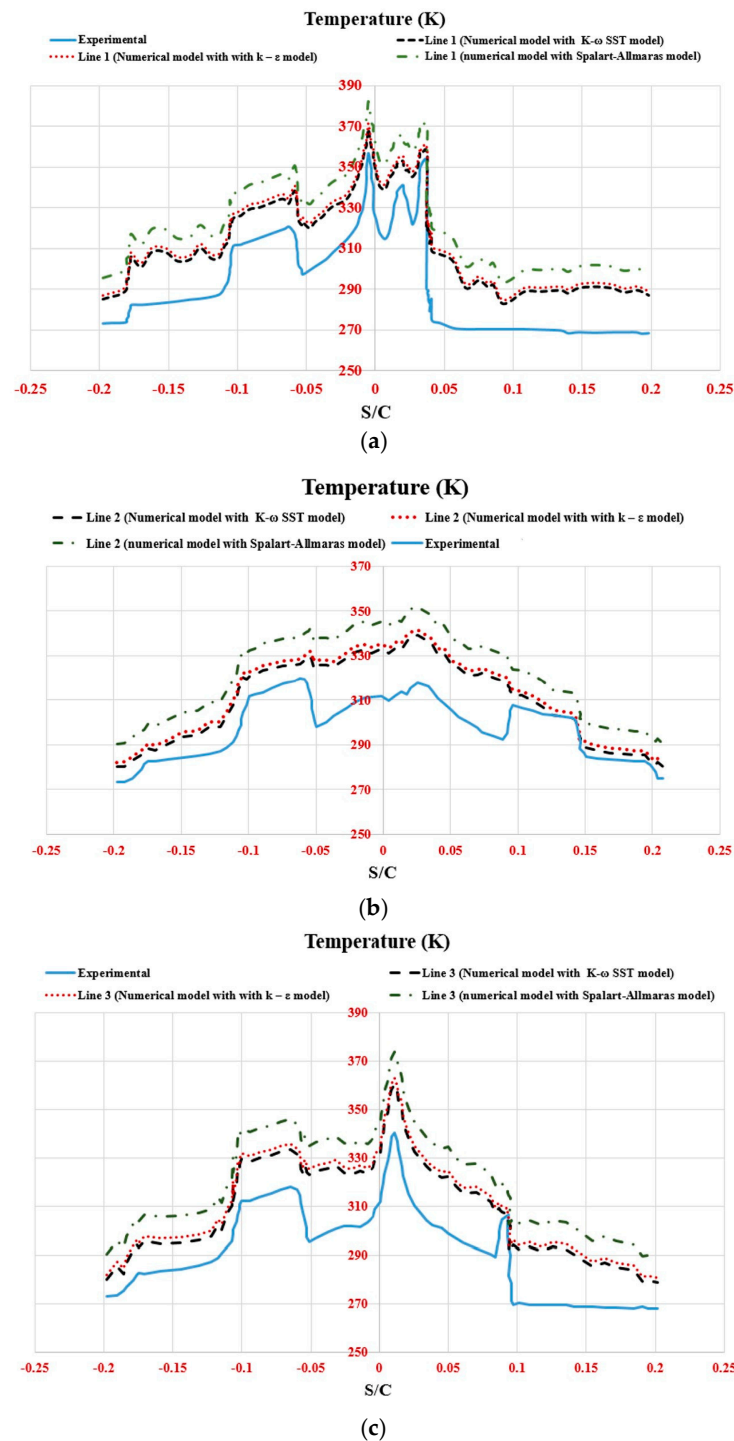 Temperature (K)
Experimental
Line 1 (Numerical model with K-ω SST model)
Line 1 (Numerical model with with k – ε model)
Line 1 (numerical model with Spalart-Allmaras model)
390
370
350
330
310
290
270
250
-0.25 -0.2 -0.15 -0.1 -0.05 0 0.05 0.1 0.15 0.2 0.25
S/C
(a)
Temperature (K)
Line 2 (Numerical model with K-ω SST model)
Line 2 (Numerical model with with k – ε model)
Line 2 (numerical model with Spalart-Allmaras model)
Experimental
370
350
330
310
290
270
250
-0.25 -0.2 -0.15 -0.1 -0.05 0 0.05 0.1 0.15 0.2 0.25
S/C
(b)
Temperature (K)
Experimental
Line 3 (Numerical model with K-ω SST model)
Line 3 (Numerical model with with k – ε model)
Line 3 (numerical model with Spalart-Allmaras model)
390
370
350
330
310
290
270
250
-0.25 -0.2 -0.15 -0.1 -0.05 0 0.05 0.1 0.15 0.2 0.25
S/C
(c)